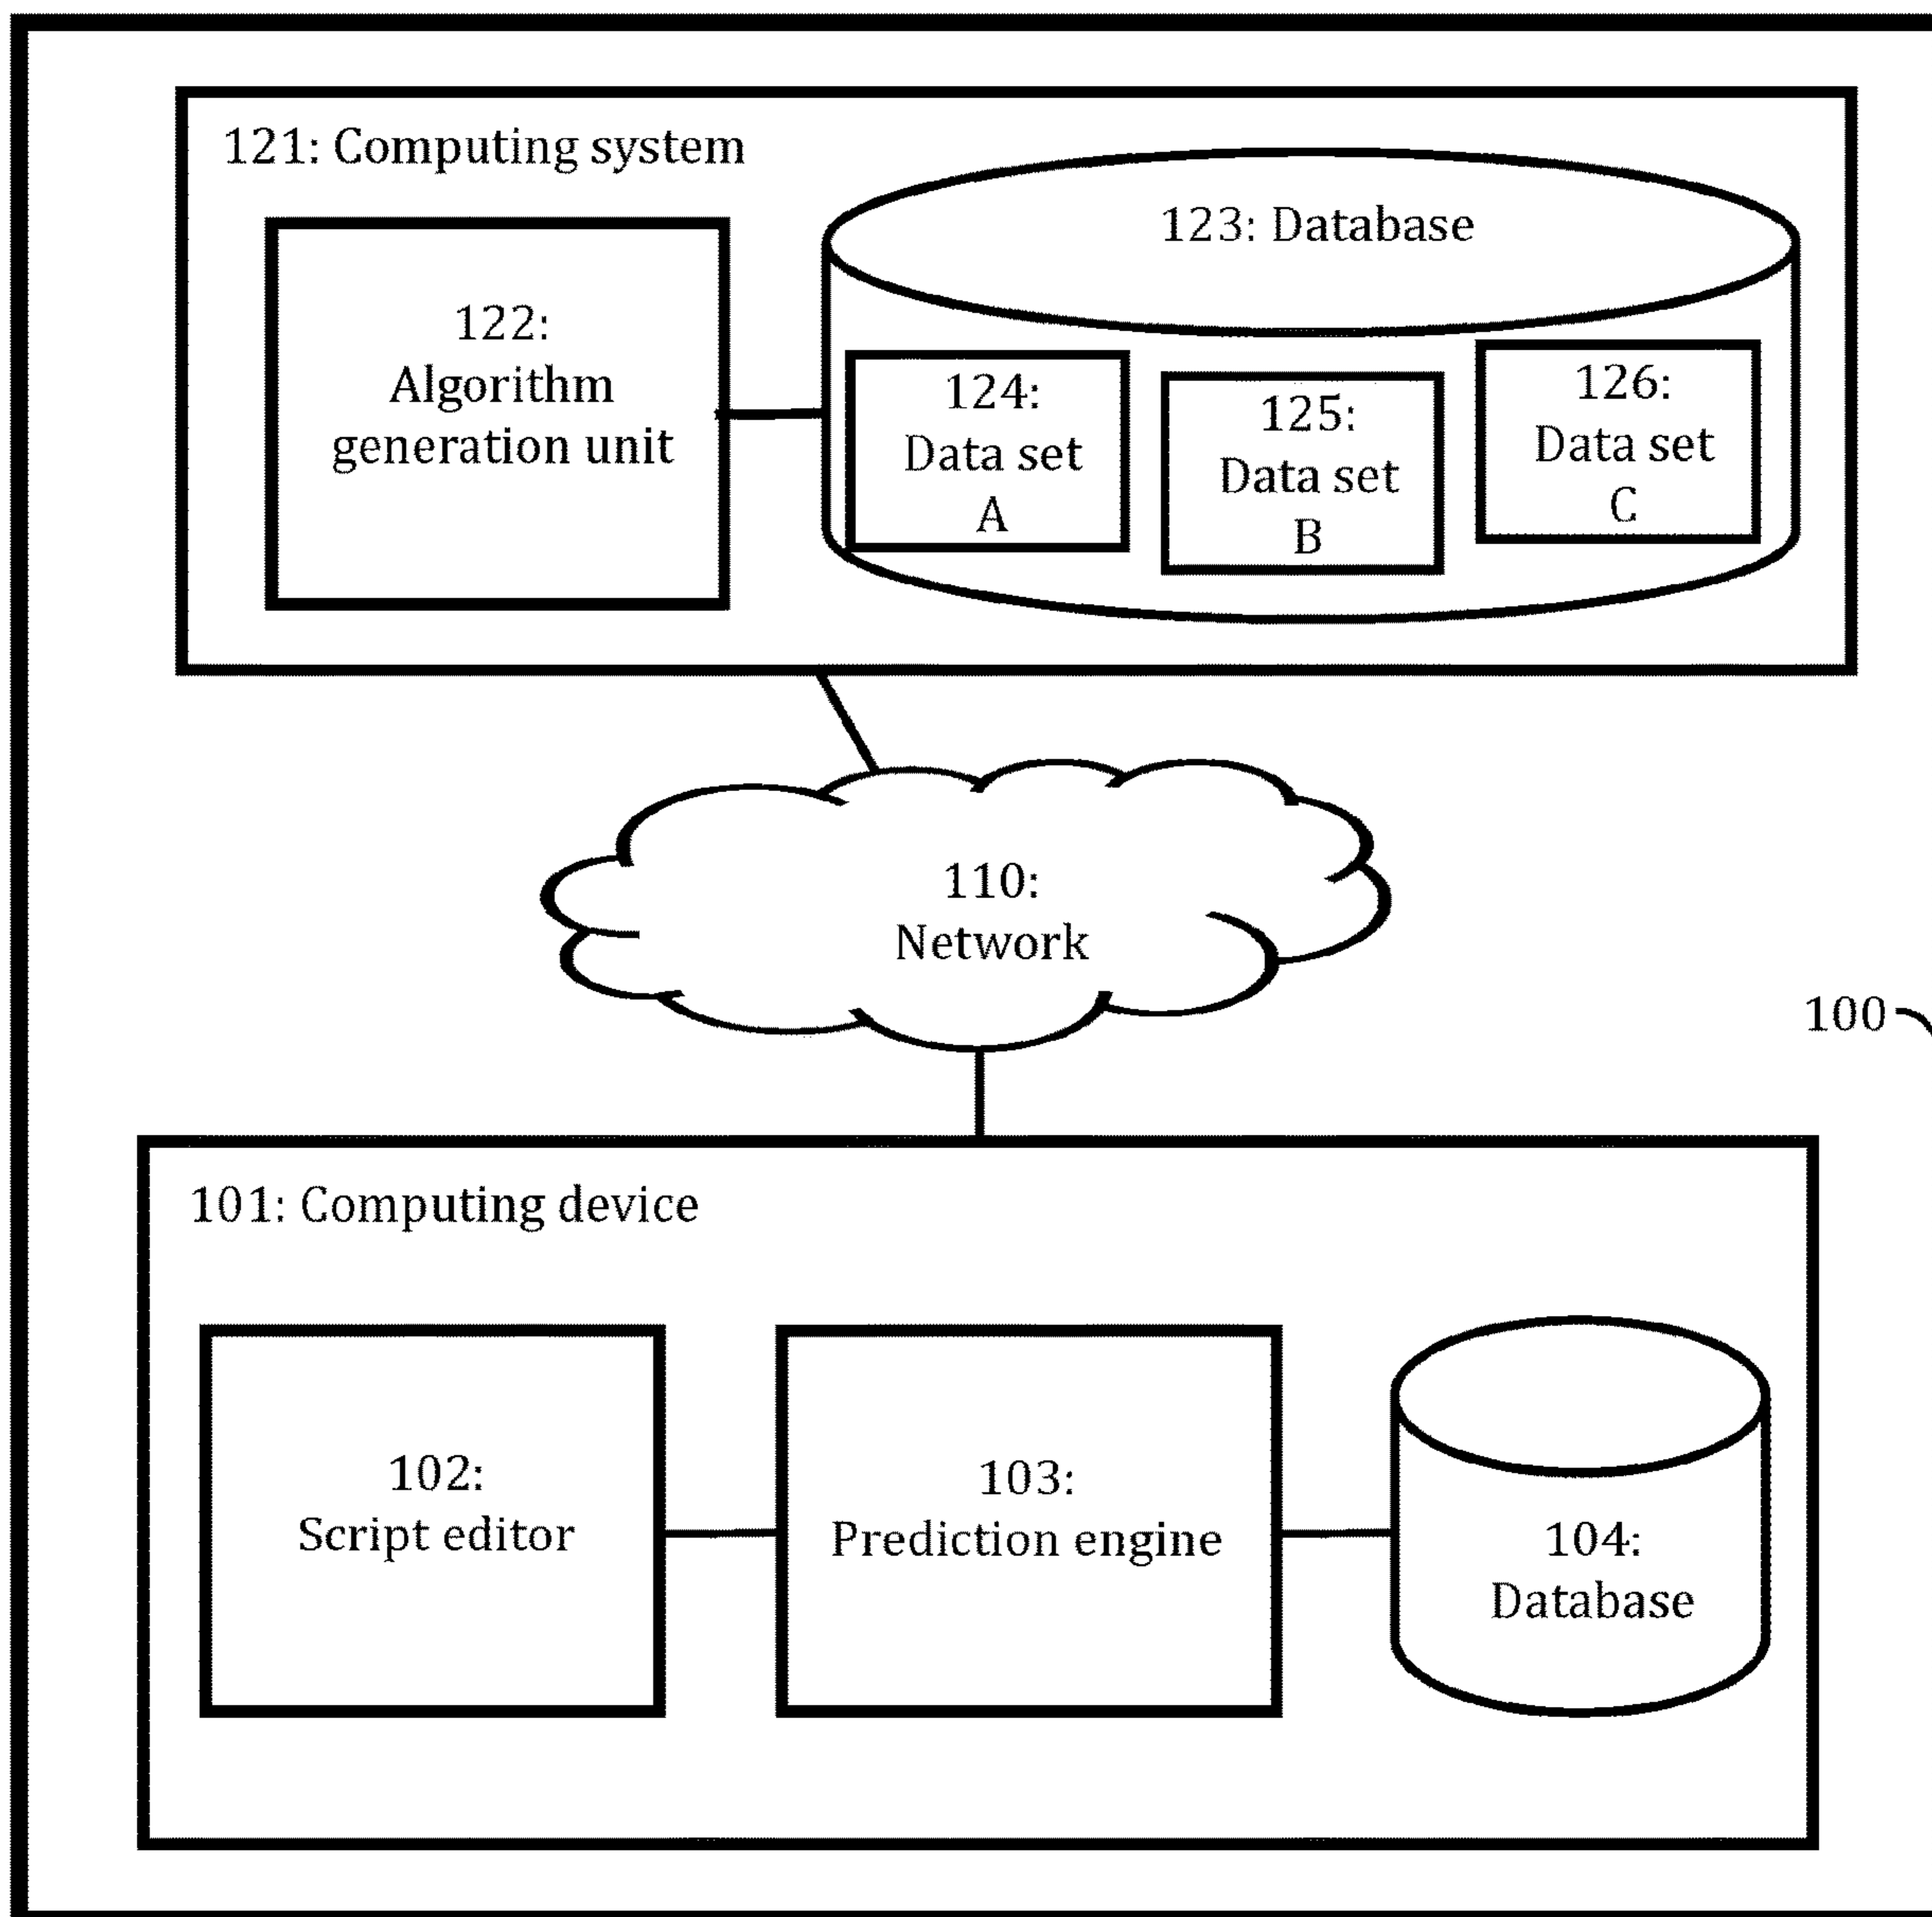 121: Computing system
123: Database
122:
Algorithm
generation unit
124:
Data set
A
125:
Data set
B
126:
Data set
C
110:
Network
100
101: Computing device
102:
Script editor
103:
Prediction engine
104:
Database